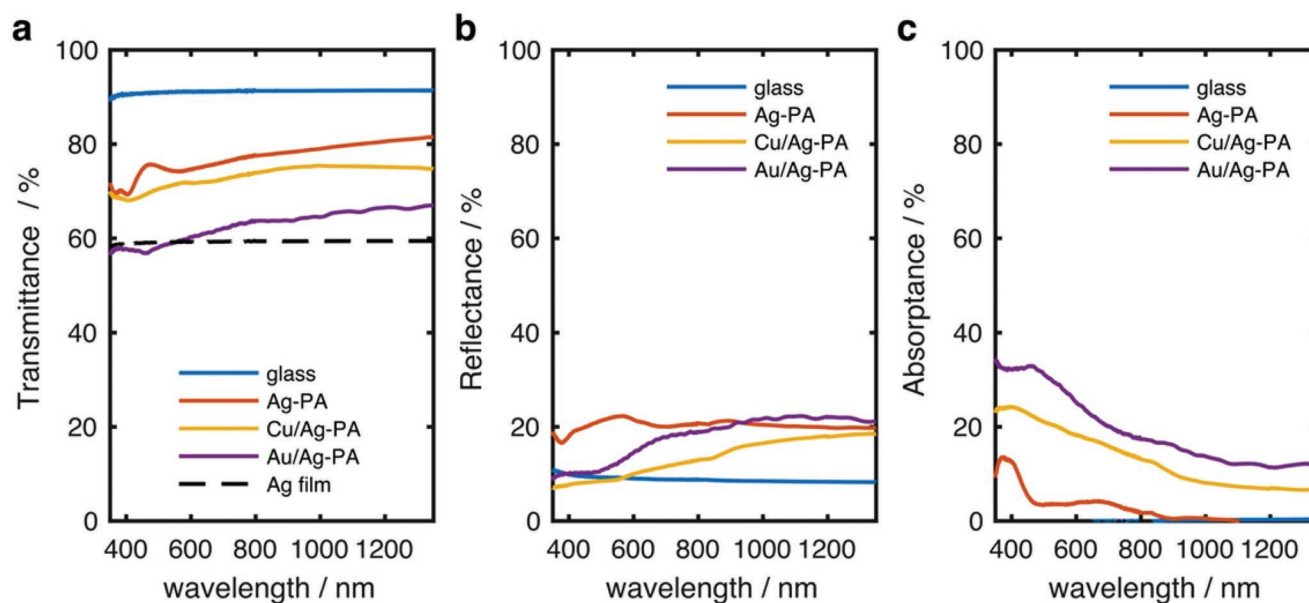 a
100
80
60
40
20
0
Transmittance / %
glass
Ag-PA
Cu/Ag-PA
Au/Ag-PA
Ag film
400 600 800 1000 1200
wavelength / nm
b
100
80
60
40
20
0
Reflectance / %
glass
Ag-PA
Cu/Ag-PA
Au/Ag-PA
400 600 800 1000 1200
wavelength / nm
c
100
80
60
40
20
0
Absorptance / %
glass
Ag-PA
Cu/Ag-PA
Au/Ag-PA
400 600 800 1000 1200
wavelength / nm